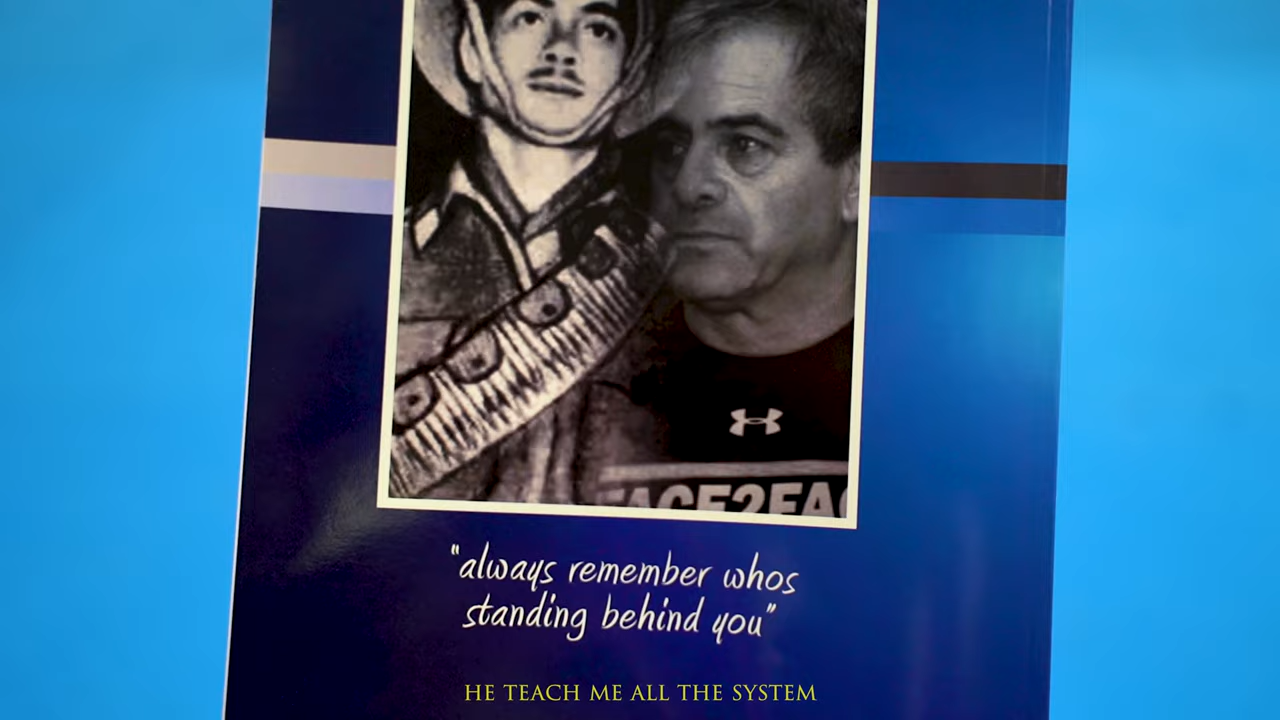 FACE2FAC
"always remember whos
standing behind you"
HE TEACH ME ALL THE SYSTEM